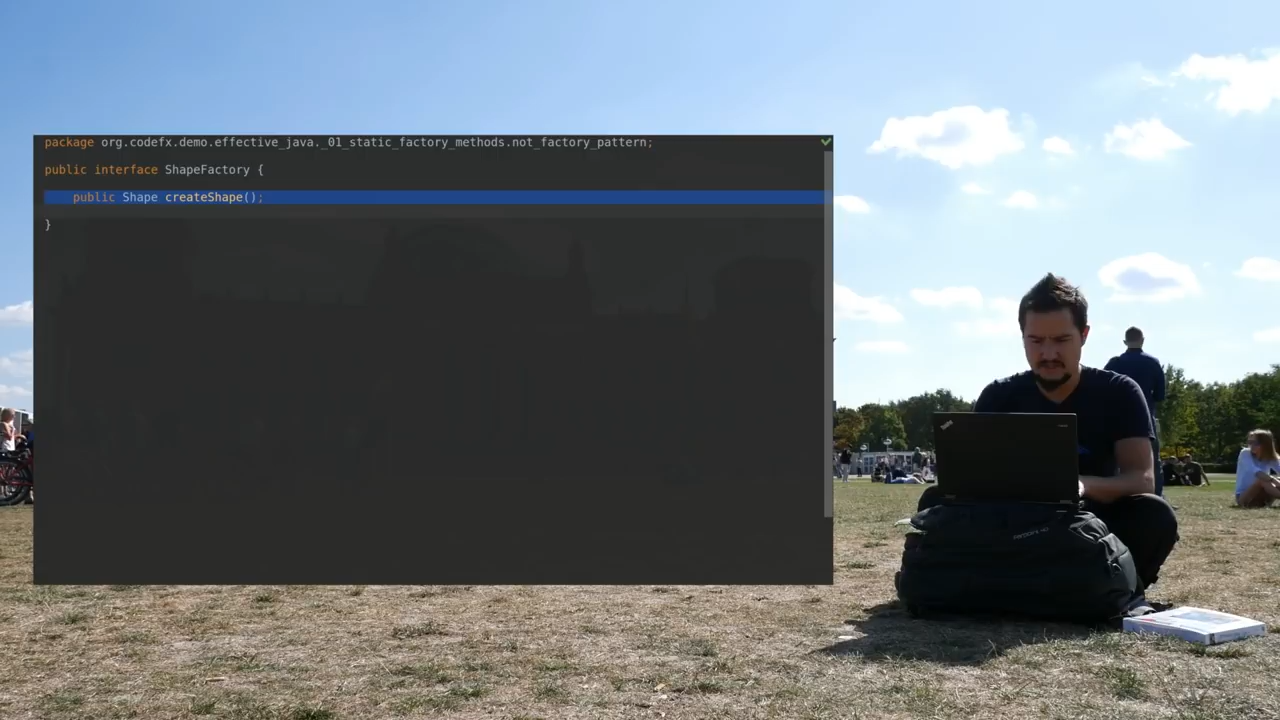 package org.codefx.demo.effective_java._01_static_factory_methods.not_factory_pattern;
public interface ShapeFactory {
public Shape createShape();
}